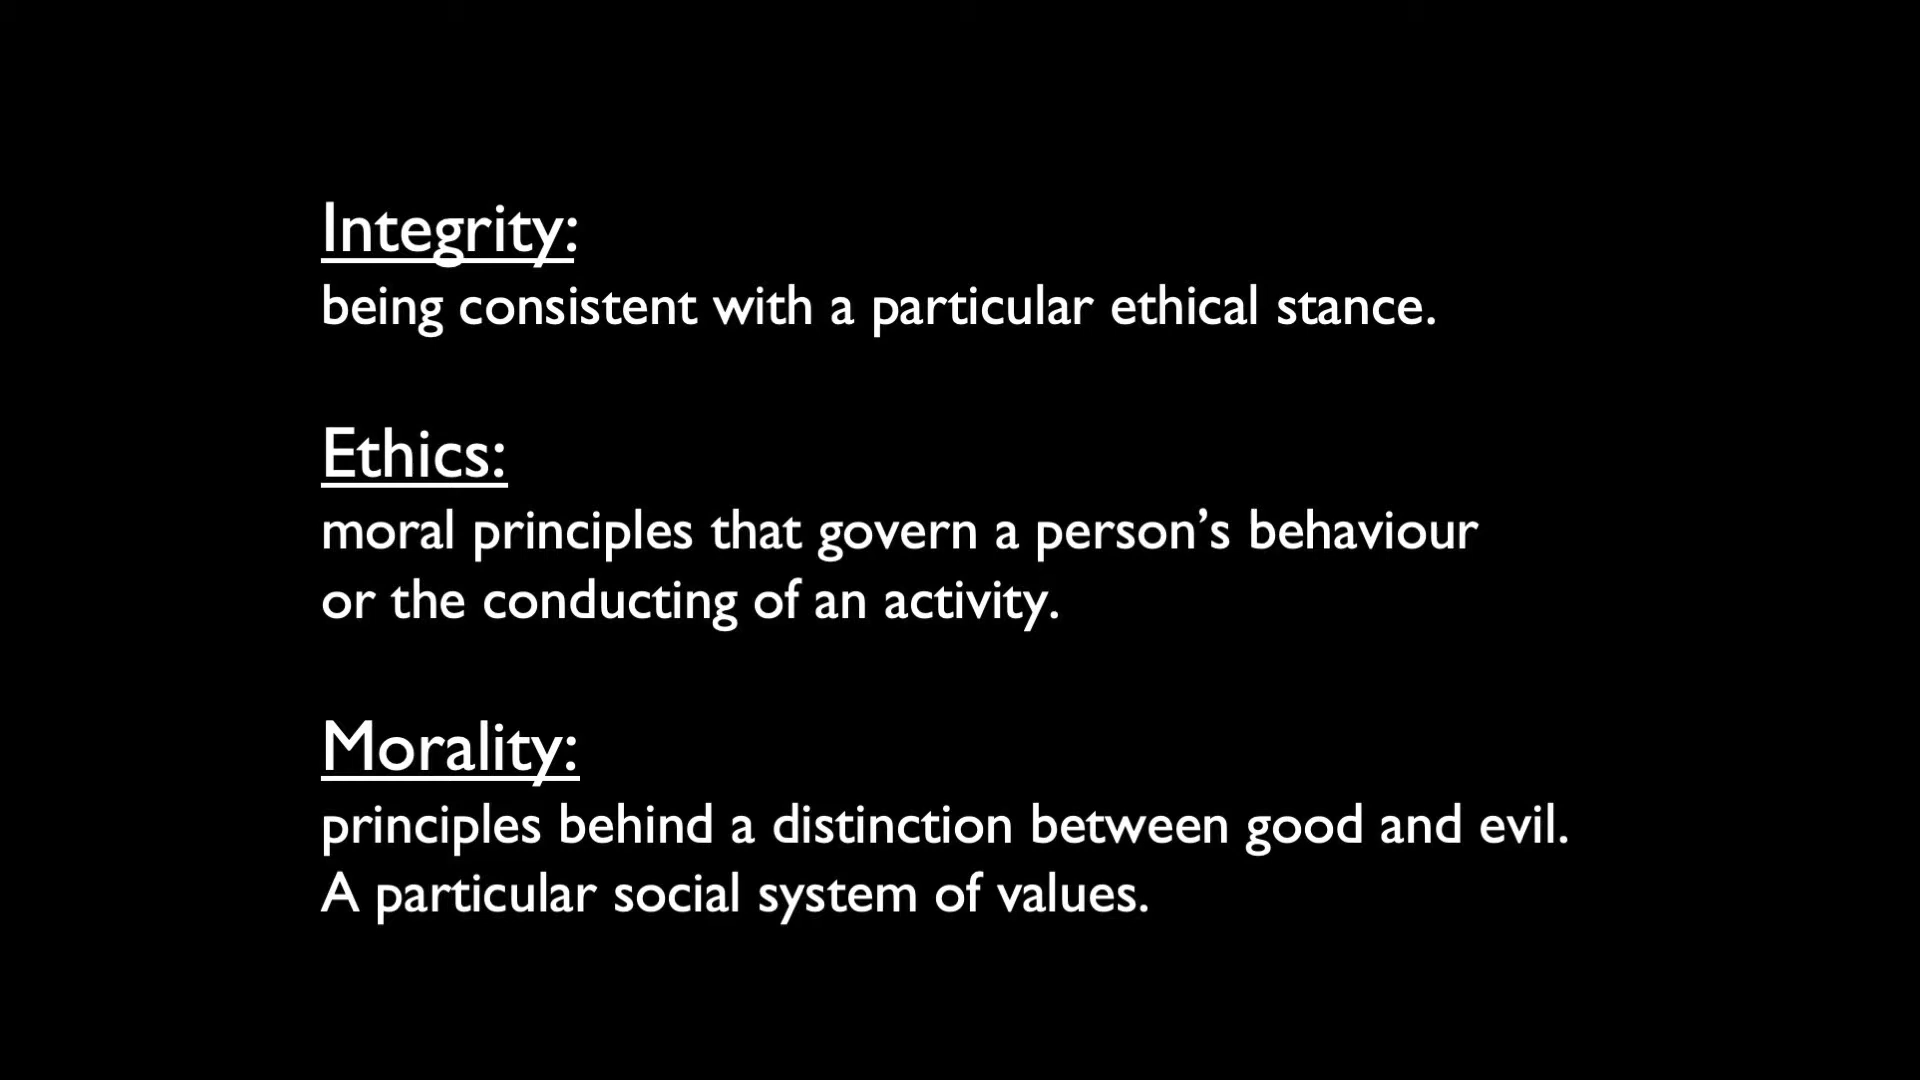 Integrity:
being consistent with a particular ethical stance.
Ethics:
moral principles that govern a person’s behaviour
or the conducting of an activity.
Morality:
principles behind a distinction between good and evil.
A particular social system of values.